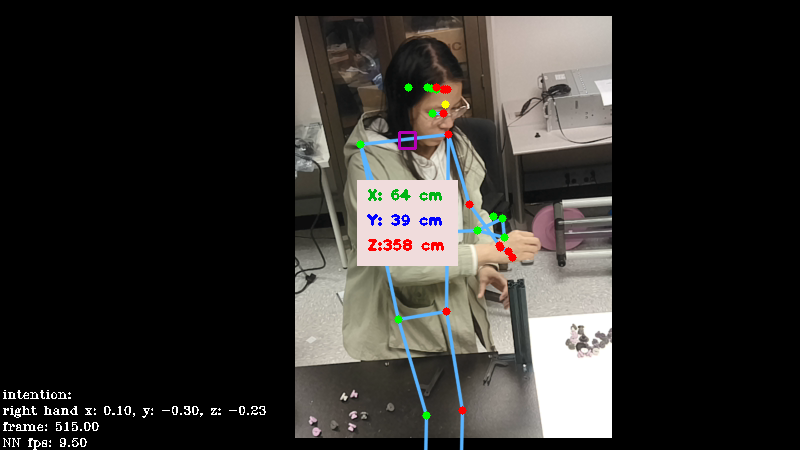 X: 64 cm
Y: 39 cm
Z:358 cm
intention:
right hand x: 0.10, y: −0.30, z: −0.23
frame: 515.00
NN fps: 9.50